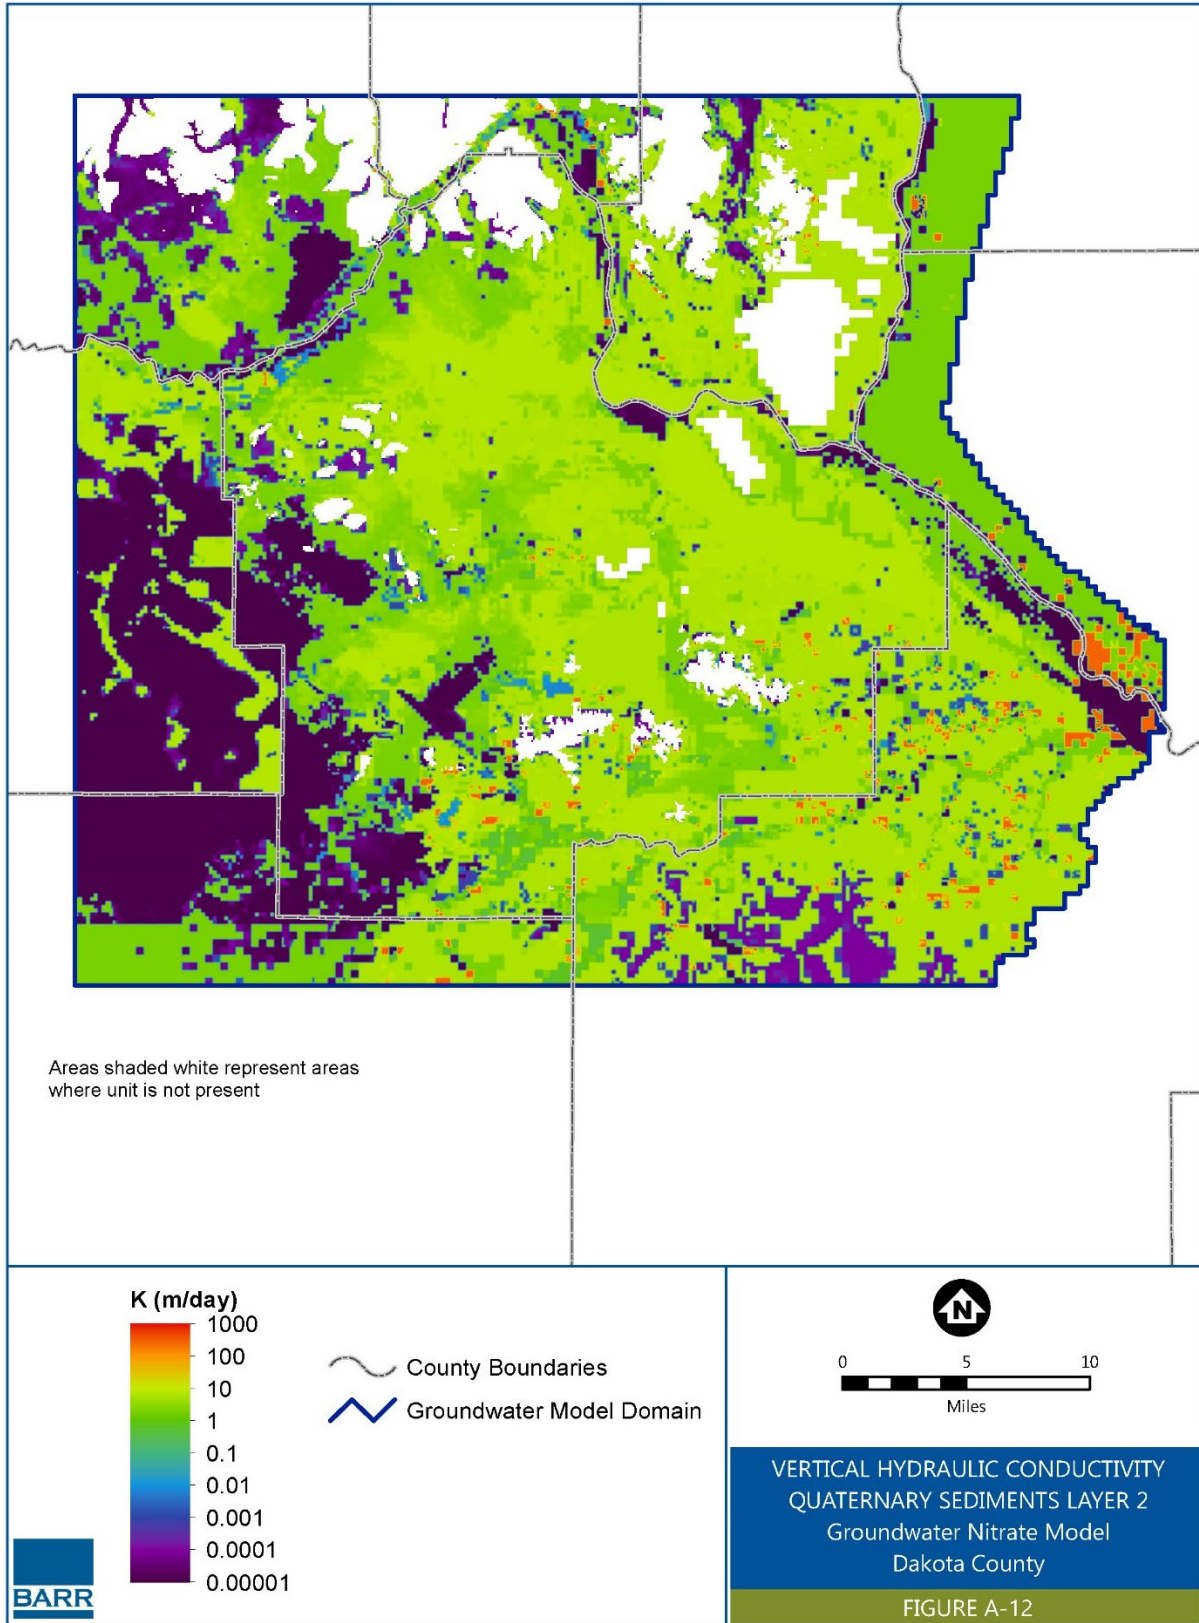 Areas shaded white represent areas
where unit is not present
K (m/day)
1000
100
10
1
0.1
0.01
0.001
0.0001
0.00001
County Boundaries
Groundwater Model Domain
BARR
N
0 5 10
Miles
VERTICAL HYDRAULIC CONDUCTIVITY
QUATERNARY SEDIMENTS LAYER 2
Groundwater Nitrate Model
Dakota County
FIGURE A-12